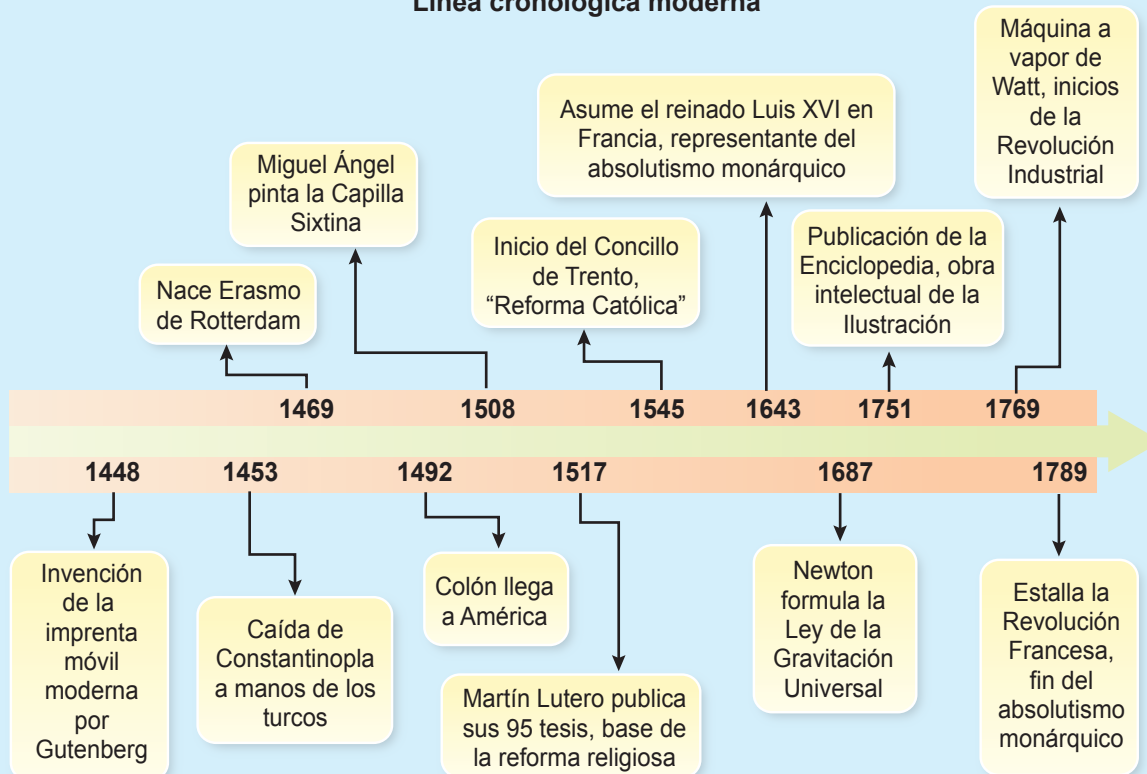 Línea cronológica moderna
Máquina a
vapor de
Watt, inicios
de la
Revolución
Industrial
Asume el reinado Luis XVI en
Francia, representante del
absolutismo monárquico
Miguel Ángel
pinta la Capilla
Sixtina
Publicación de la
Enciclopedia, obra
intelectual de la
Ilustración
Inicio del Concillo
de Trento,
“Reforma Católica”
Nace Erasmo
de Rotterdam
1469 1508 1545 1643 1751 1769
1448 1453 1492 1517 1687 1789
Invención
de la
imprenta
móvil
moderna
por
Gutenberg
Caída de
Constantinopla
a manos de los
turcos
Colón llega
a América
Martín Lutero publica
sus 95 tesis, base de
la reforma religiosa
Newton
formula la
Ley de la
Gravitación
Universal
Estalla la
Revolución
Francesa,
fin del
absolutismo
monárquico